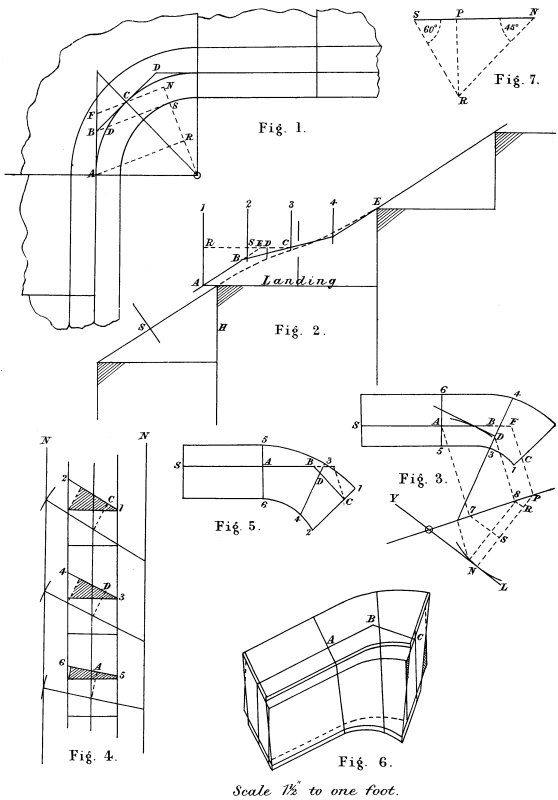 S P N
60° 45°
R
Fig. 7.
D
C N
F
B D S
R
A
O
Fig. 1.
1 2 3 4 E
R S E D C
B
A Landing
S H
Fig. 2.
6 4
S A B F
D
5 3 C
1
Fig. 3.
Y 7 8 P
R
O S
N
L
N N
2 C
1
4 D
3
6 A
5
Fig. 4.
5
S A B 3
D 1
C
6 4
2
Fig. 5.
B
A C
Fig. 6.
Scale 1½" to one foot.